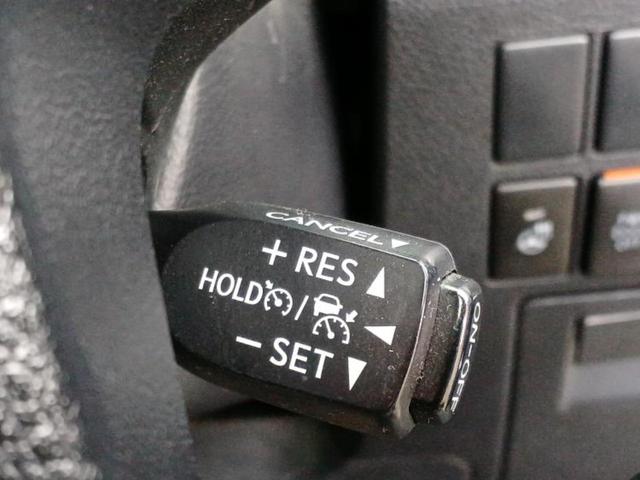 CANCEL ▼
+ RES ▲
HOLD / ◀
− SET ▼
ON-OFF